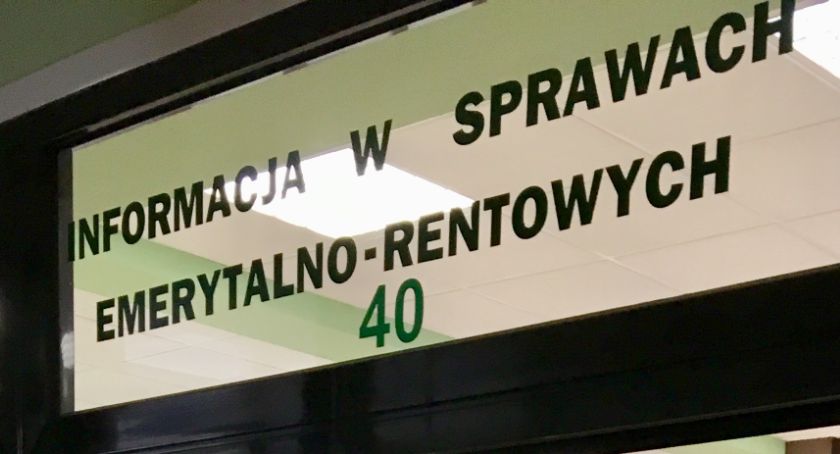 INFORMACJA W SPRAWACH
EMERYTALNO-RENTOWYCH
40